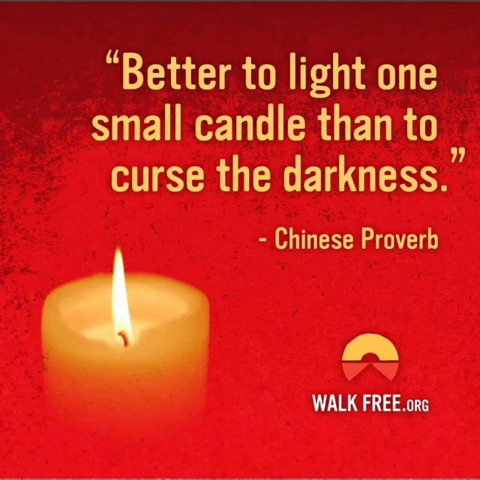 “Better to light one
small candle than to
curse the darkness.”
- Chinese Proverb
WALK FREE.ORG